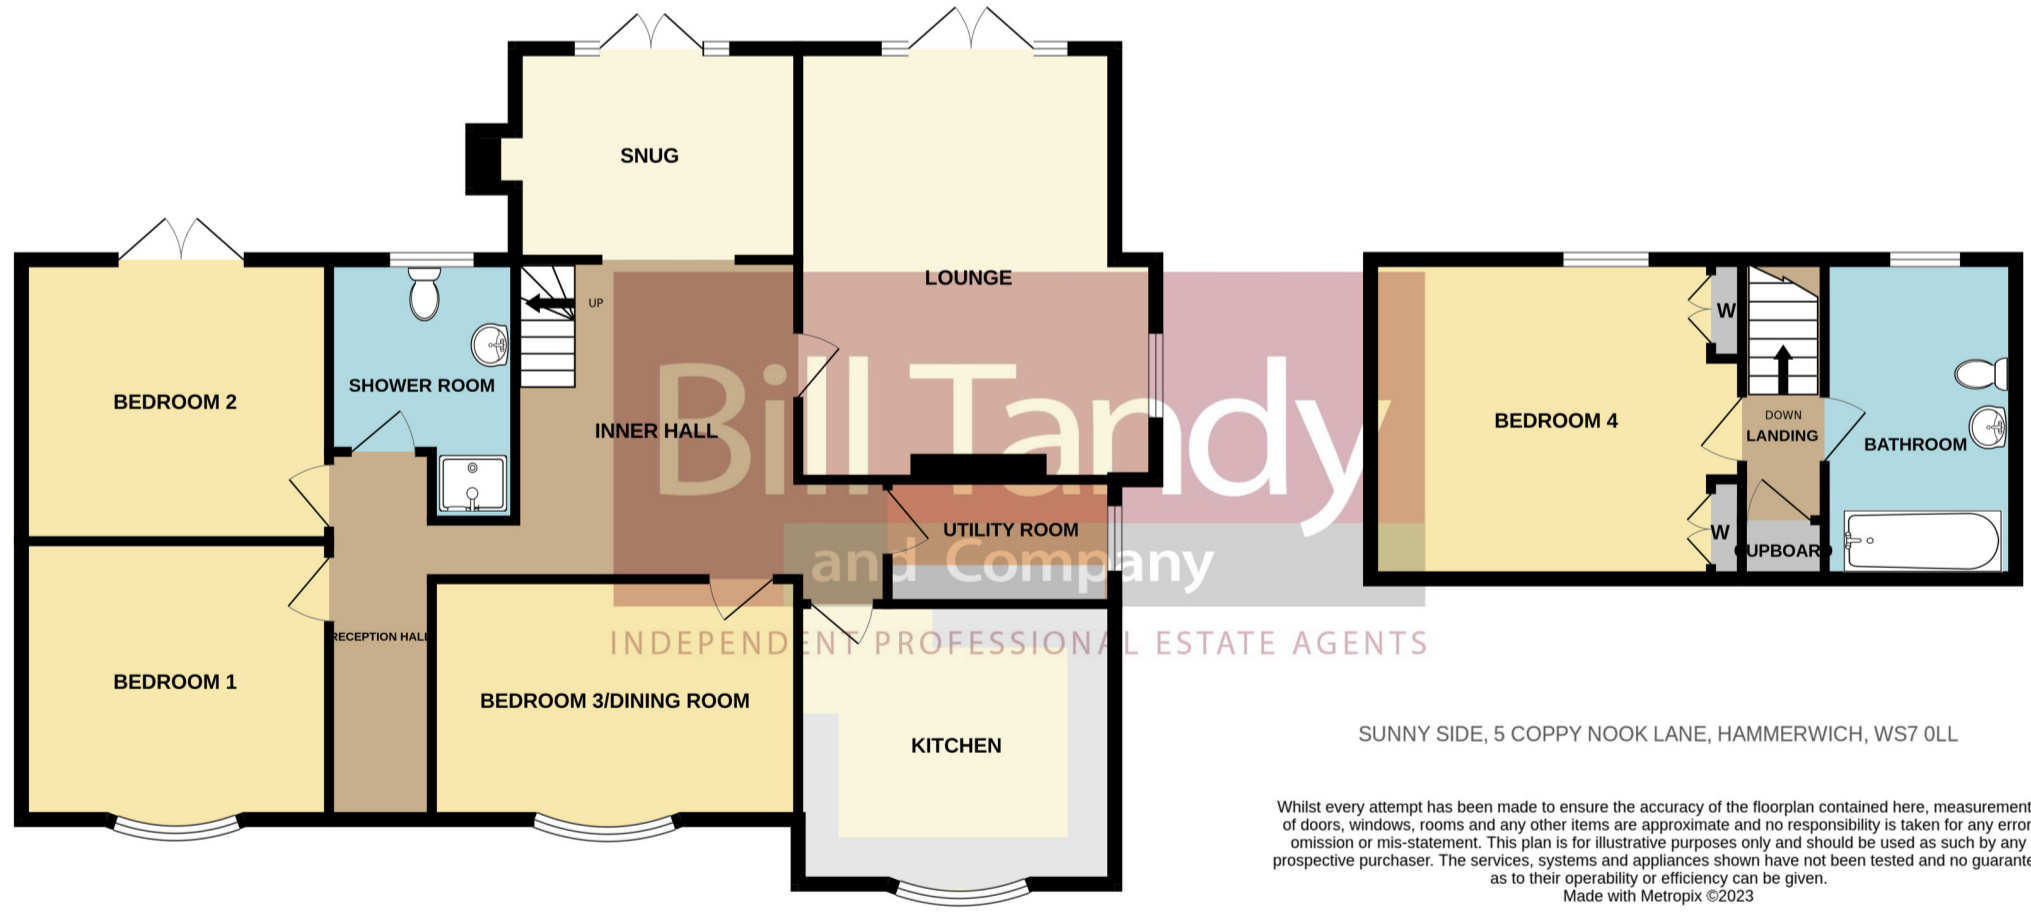 SNUG
LOUNGE
UP
W
BEDROOM 2
SHOWER ROOM
INNER HALL
BEDROOM 4
DOWN
LANDING
BATHROOM
Bill Tandy
and Company
INDEPENDENT PROFESSIONAL ESTATE AGENTS
UTILITY ROOM
W
CUPBOARD
RECEPTION HALL
BEDROOM 1
BEDROOM 3/DINING ROOM
KITCHEN
SUNNY SIDE, 5 COPPY NOOK LANE, HAMMERWICH, WS7 0LL
Whilst every attempt has been made to ensure the accuracy of the floorplan contained here, measurement
of doors, windows, rooms and any other items are approximate and no responsibility is taken for any error
omission or mis-statement. This plan is for illustrative purposes only and should be used as such by any
prospective purchaser. The services, systems and appliances shown have not been tested and no guarante
as to their operability or efficiency can be given.
Made with Metropix ©2023